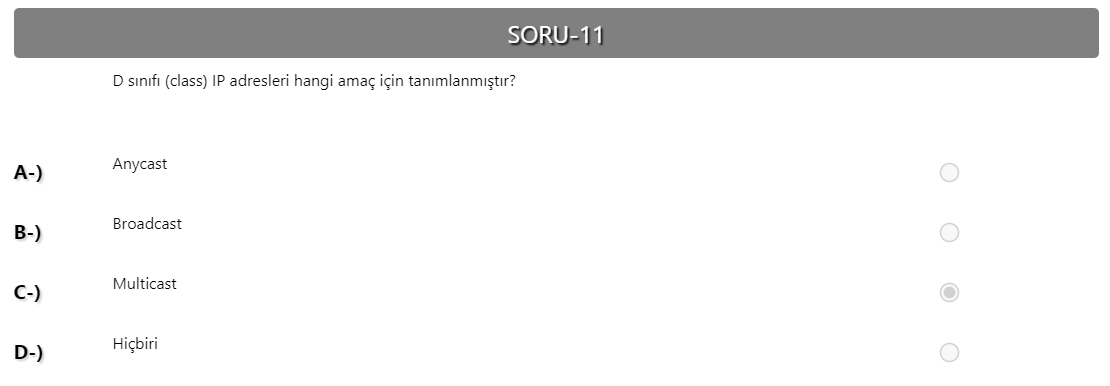 SORU-11
D sınıfı (class) IP adresleri hangi amaç için tanımlanmıştır?
A-) Anycast
B-) Broadcast
C-) Multicast
D-) Hiçbiri